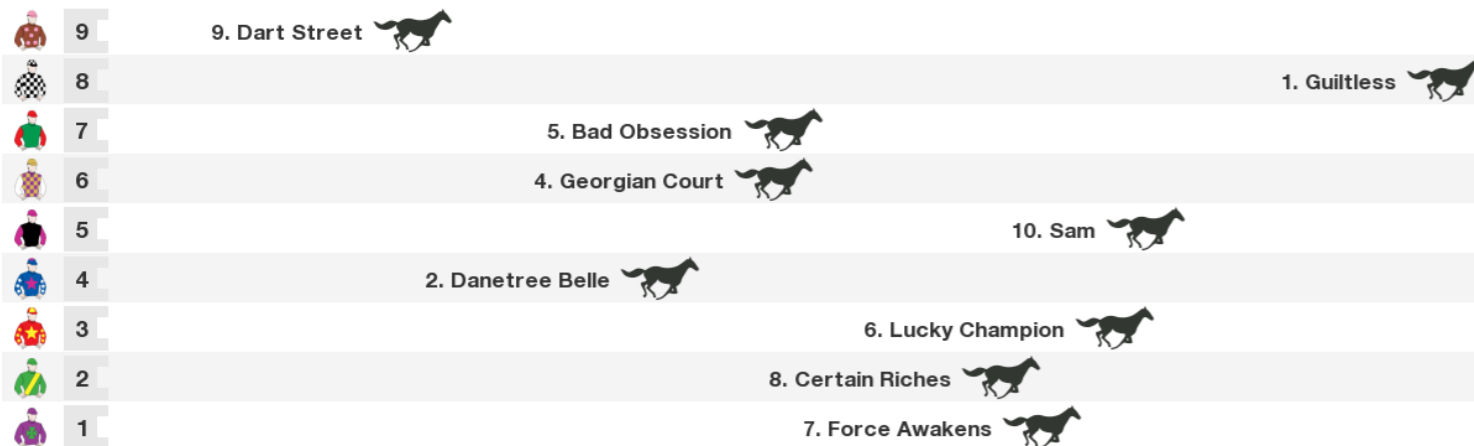 9 9. Dart Street
8 1. Guiltless
7 5. Bad Obsession
6 4. Georgian Court
5 10. Sam
4 2. Danetree Belle
3 6. Lucky Champion
2 8. Certain Riches
1 7. Force Awakens